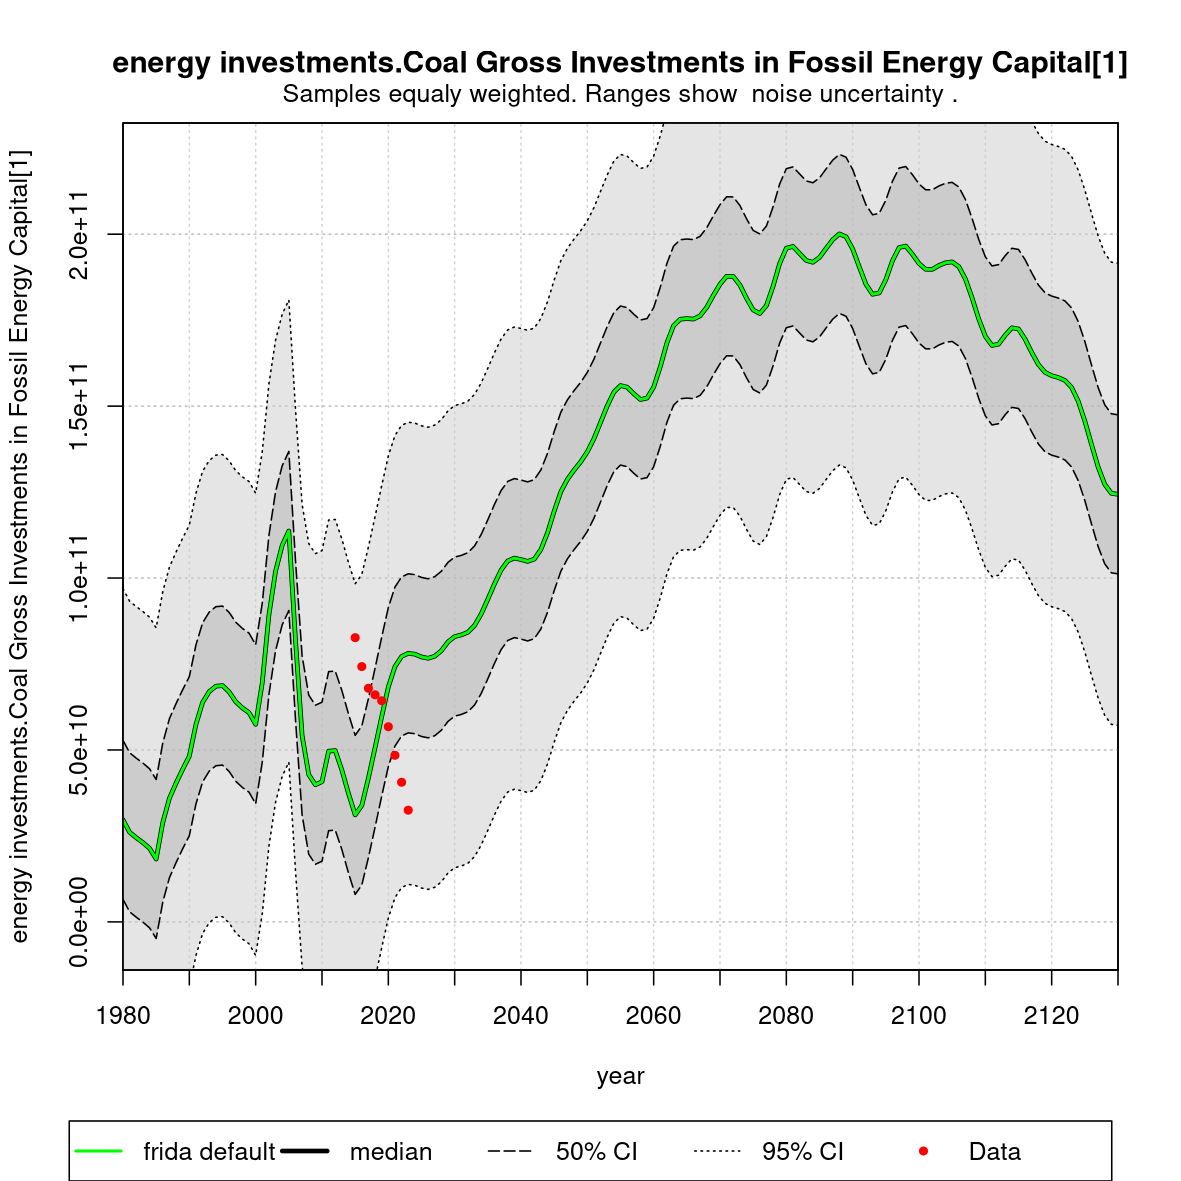 energy investments.Coal Gross Investments in Fossil Energy Capital[1]
Samples equaly weighted. Ranges show  noise uncertainty .
energy investments.Coal Gross Investments in Fossil Energy Capital[1]
2.0e+11
1.5e+11
1.0e+11
5.0e+10
0.0e+00
1980 2000 2020 2040 2060 2080 2100 2120
year
frida default median 50% CI 95% CI Data